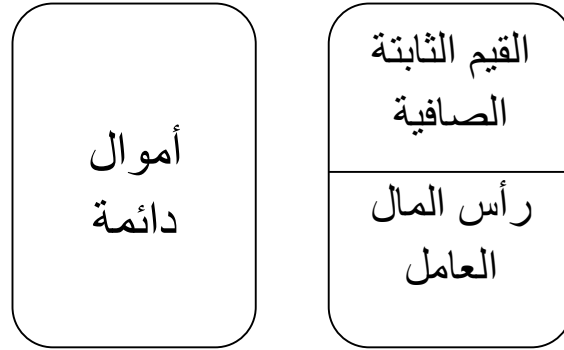 القيم الثابتة
الصافية
رأس المال
العامل
أموال
دائمة